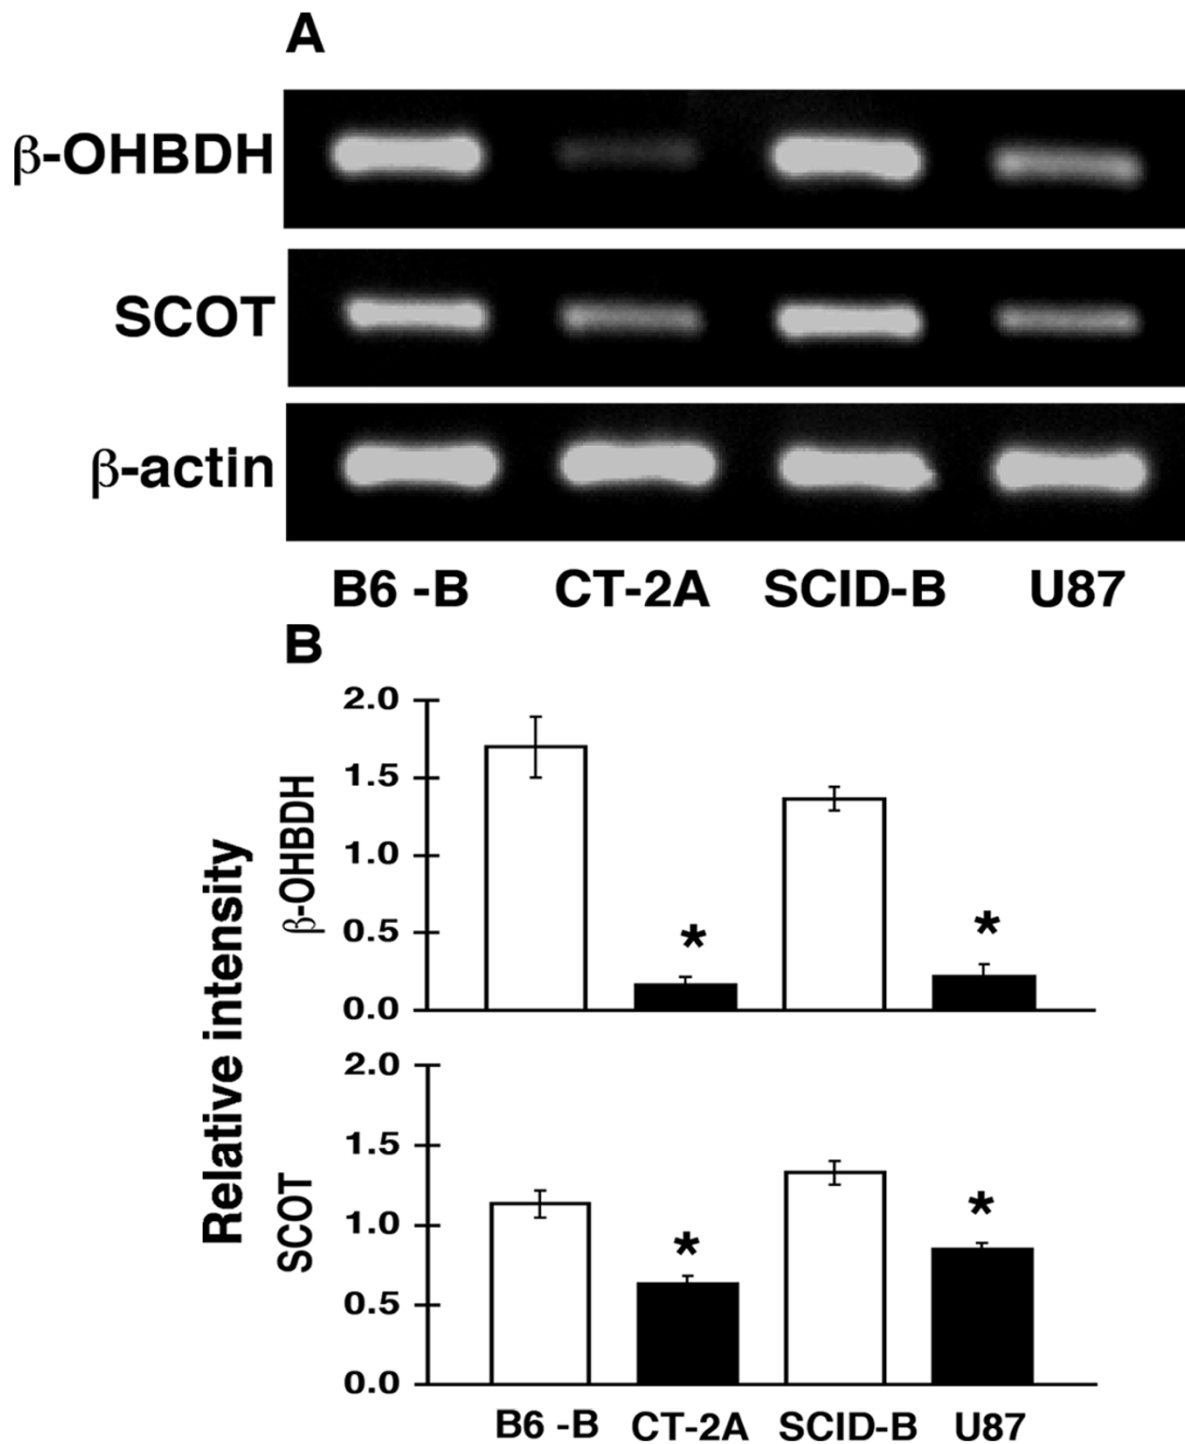 A
β-OHBDH
SCOT
β-actin
B6 -B CT-2A SCID-B U87
B
Relative intensity
β-OHBDH
2.0
1.5
1.0
0.5
0.0
* *
SCOT
2.0
1.5
1.0
0.5
0.0
* *
B6 -B CT-2A SCID-B U87